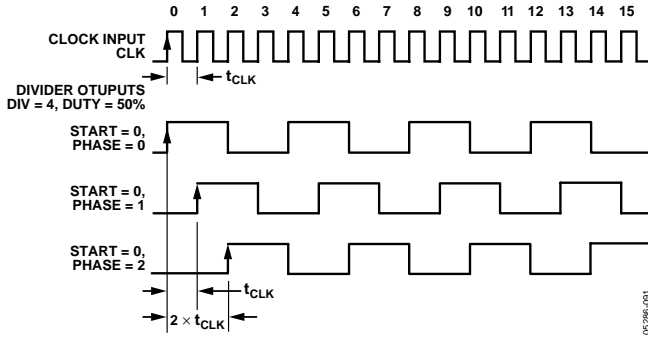 0 1 2 3 4 5 6 7 8 9 10 11 12 13 14 15
CLOCK INPUT
CLK
tCLK
DIVIDER OTUPUTS
DIV = 4, DUTY = 50%
START = 0,
PHASE = 0
START = 0,
PHASE = 1
START = 0,
PHASE = 2
tCLK
2 × tCLK
05286-091